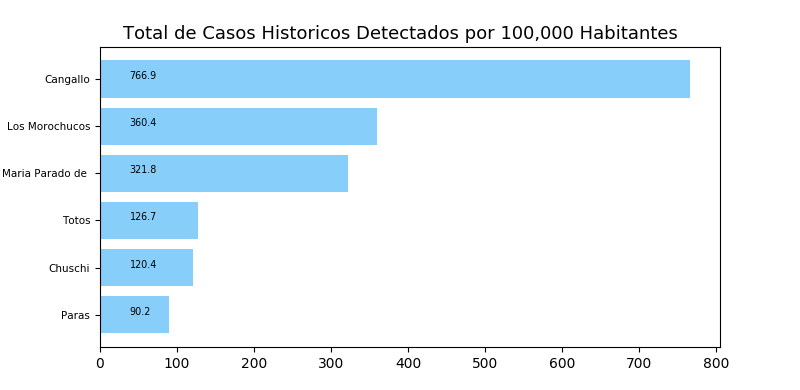 Total de Casos Historicos Detectados por 100,000 Habitantes
Cangallo 766.9
Los Morochucos 360.4
Maria Parado de 321.8
Totos 126.7
Chuschi 120.4
Paras 90.2
0 100 200 300 400 500 600 700 800